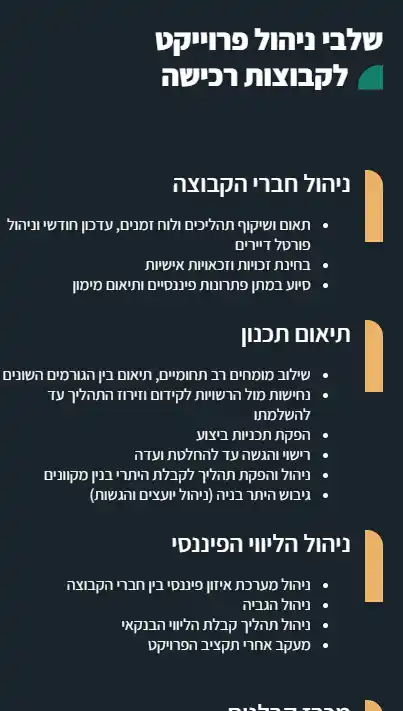 שלבי ניהול פרוייקט
לקבוצות רכישה
ניהול חברי הקבוצה
תאום ושיקוף תהליכים ולוח זמנים, עדכון חודשי וניהול
פורטל דיירים
בחינת זכויות וזכאויות אישיות
סיוע במתן פתרונות פיננסיים ותיאום מימון
תיאום תכנון
שילוב מומחים רב תחומיים, תיאום בין הגורמים השונים
נחישות מול הרשויות לקידום וזירוז התהליך עד
להשלמתו
הפקת תכניות ביצוע
רישוי והגשה עד להחלטת ועדה
ניהול והפקת תהליך לקבלת היתרי בנין מקוונים
גיבוש היתר בניה (ניהול יועצים והגשות)
ניהול הליווי הפיננסי
ניהול מערכת איזון פיננסי בין חברי הקבוצה
ניהול הגביה
ניהול תהליך קבלת הליווי הבנקאי
מעקב אחרי תקציב הפרויקט